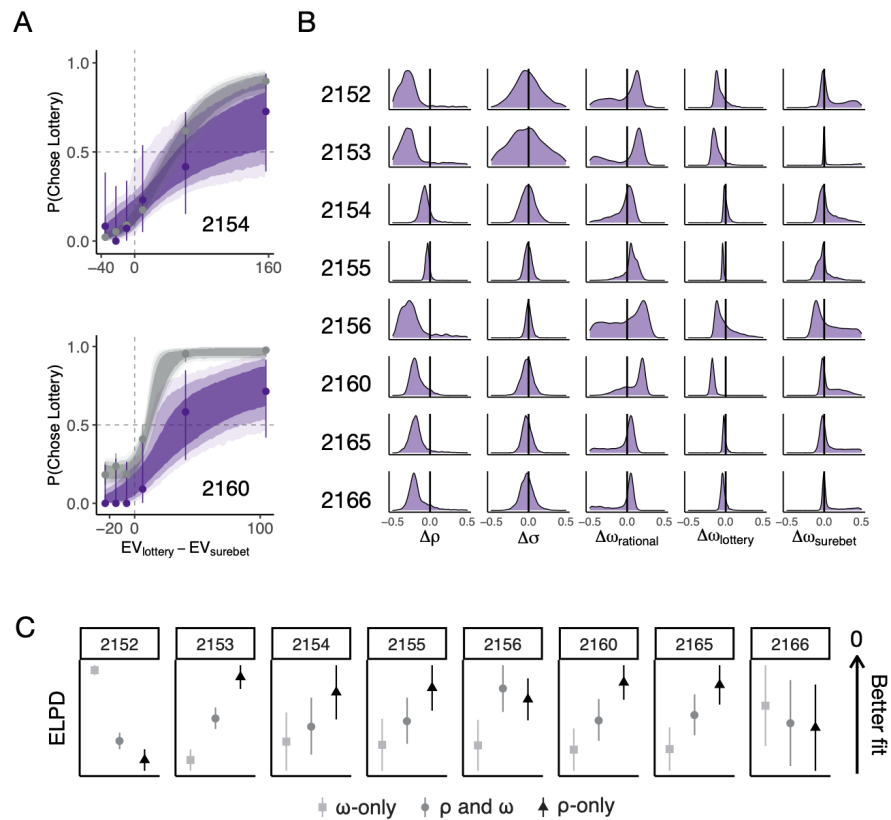 A
P(Chose Lottery)
1.0
0.5
0.0
2154
−40
0
160
P(Chose Lottery)
1.0
0.5
0.0
2160
−20
0
100
EVlottery − EVsurebet
B
2152
2153
2154
2155
2156
2160
2165
2166
−0.5 0.0 0.5 −0.5 0.0 0.5 −0.5 0.0 0.5 −0.5 0.0 0.5 −0.5 0.0 0.5
Δρ Δσ Δωrational Δωlottery Δωsurebet
C
ELPD
2152 2153 2154 2155 2156 2160 2165 2166
0
Better fit
ω-only ρ and ω ρ-only